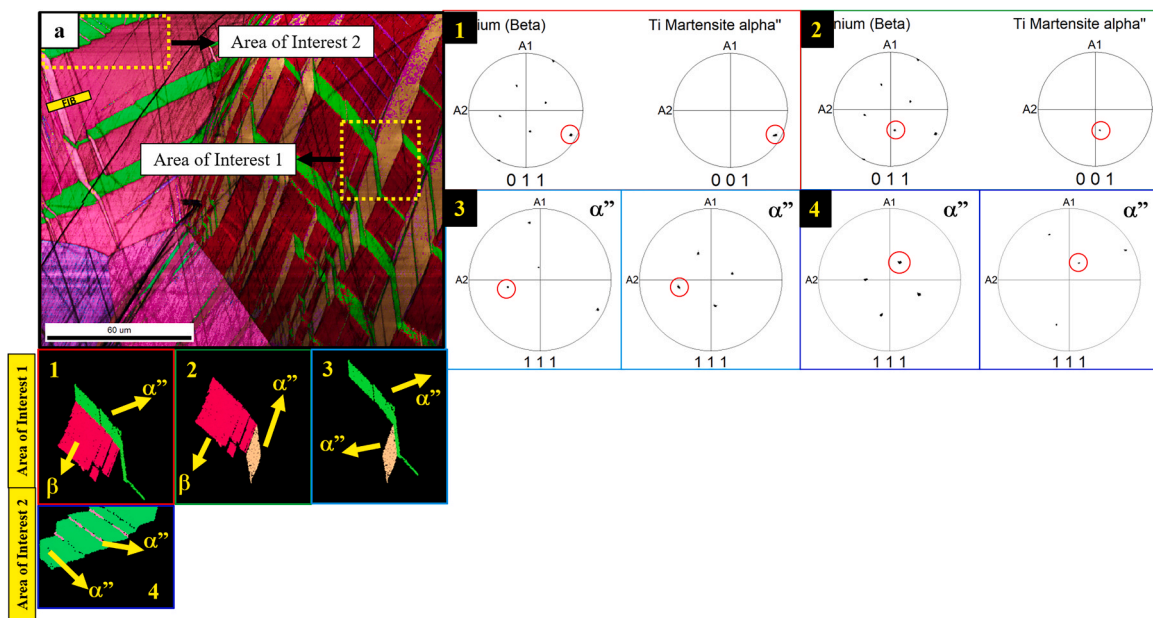 a
Area of Interest 2
FIB
Area of Interest 1
60 um
1
nium (Beta)
Ti Martensite alpha"
A1
A1
A2
A2
0 1 1
0 0 1
2
nium (Beta)
Ti Martensite alpha"
A1
A1
A2
A2
0 1 1
0 0 1
3
α”
α”
A1
A1
A2
A2
1 1 1
1 1 1
4
α”
α”
A1
A1
A2
A2
1 1 1
1 1 1
Area of Interest 1
1
α”
β
2
α”
β
3
α”
α”
Area of Interest 2
α”
α”
4